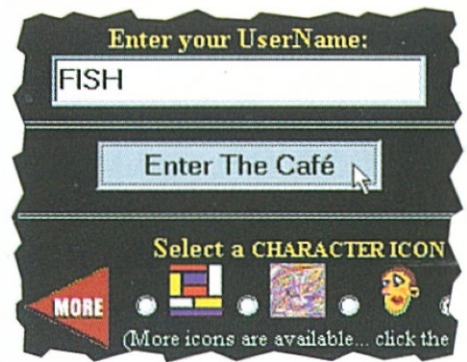 Enter your UserName:
FISH
Enter The Café
Select a CHARACTER ICON
MORE
(More icons are available... click the